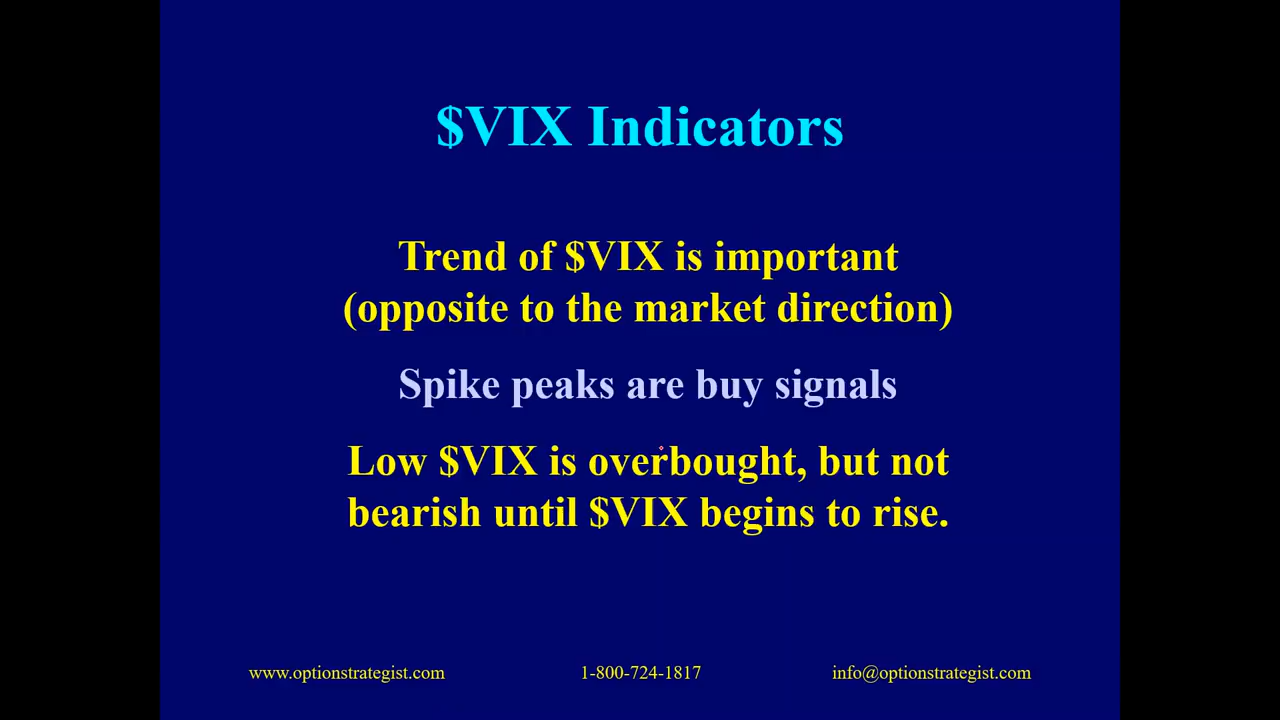 $VIX Indicators
Trend of $VIX is important
(opposite to the market direction)
Spike peaks are buy signals
Low $VIX is overbought, but not
bearish until $VIX begins to rise.
www.optionstrategist.com 1-800-724-1817 info@optionstrategist.com